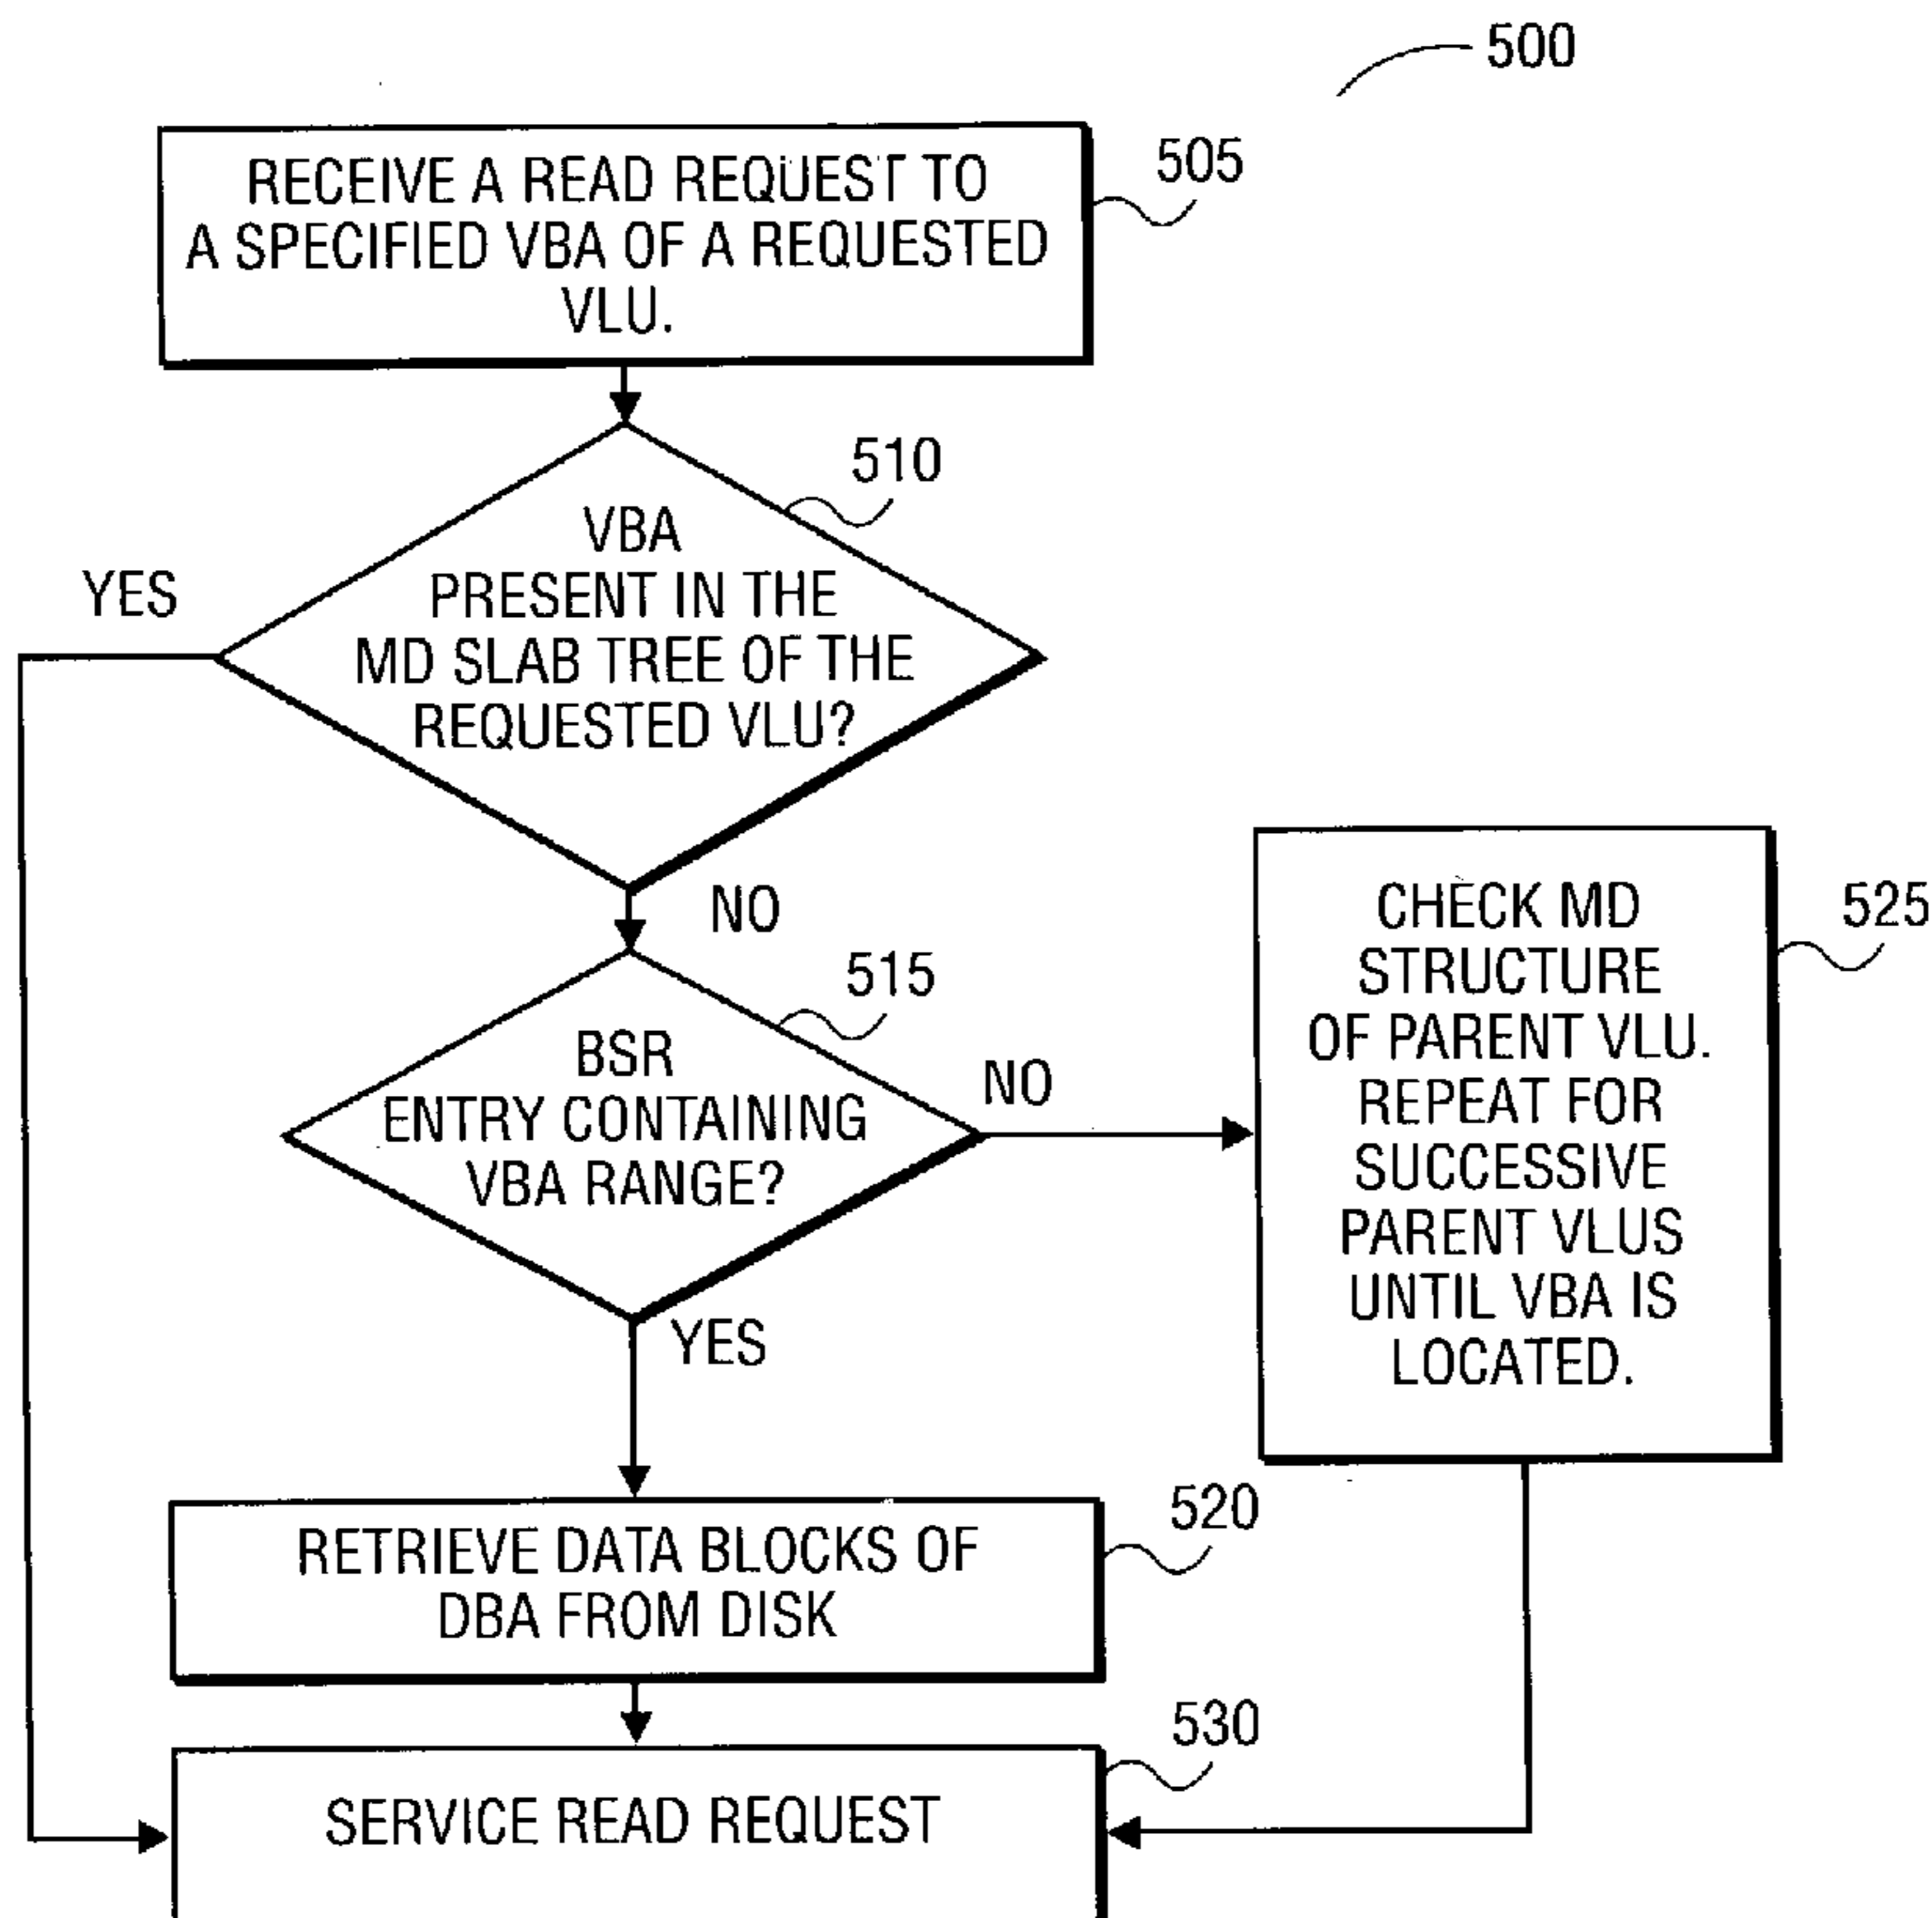 500
RECEIVE A READ REQUEST TO
A SPECIFIED VBA OF A REQUESTED
VLU.
505
510
VBA
PRESENT IN THE
MD SLAB TREE OF THE
REQUESTED VLU?
YES
NO
515
BSR
ENTRY CONTAINING
VBA RANGE?
NO
YES
CHECK MD
STRUCTURE
OF PARENT VLU.
REPEAT FOR
SUCCESSIVE
PARENT VLUS
UNTIL VBA IS
LOCATED.
525
RETRIEVE DATA BLOCKS OF
DBA FROM DISK
520
SERVICE READ REQUEST
530